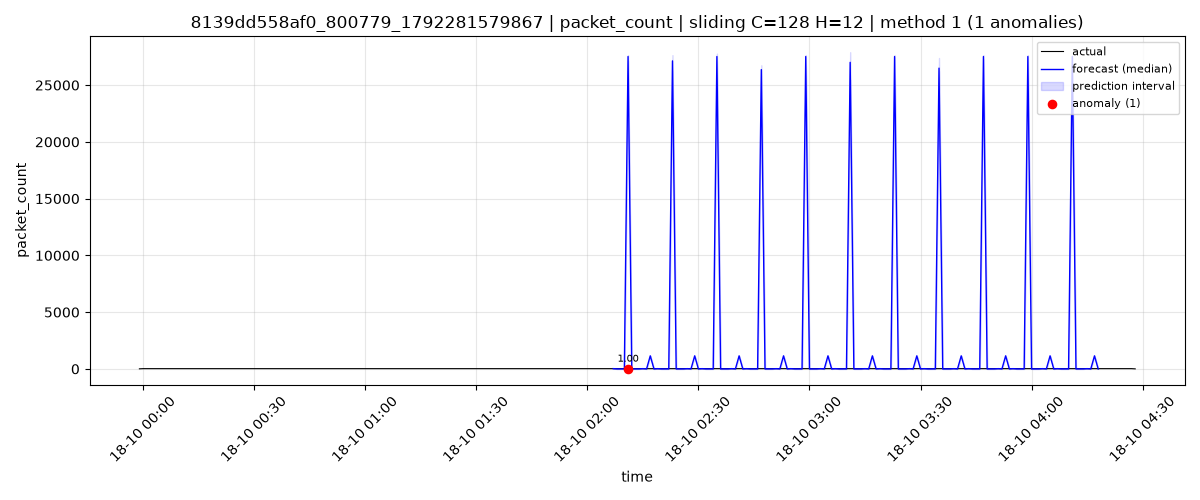 8139dd558af0_800779_1792281579867 | packet_count | sliding C=128 H=12 | method 1 (1 anomalies)
actual
forecast (median)
prediction interval
anomaly (1)
packet_count
25000
20000
15000
10000
5000
0
1.00
18-10 00:00
18-10 00:30
18-10 01:00
18-10 01:30
18-10 02:00
18-10 02:30
18-10 03:00
18-10 03:30
18-10 04:00
18-10 04:30
time